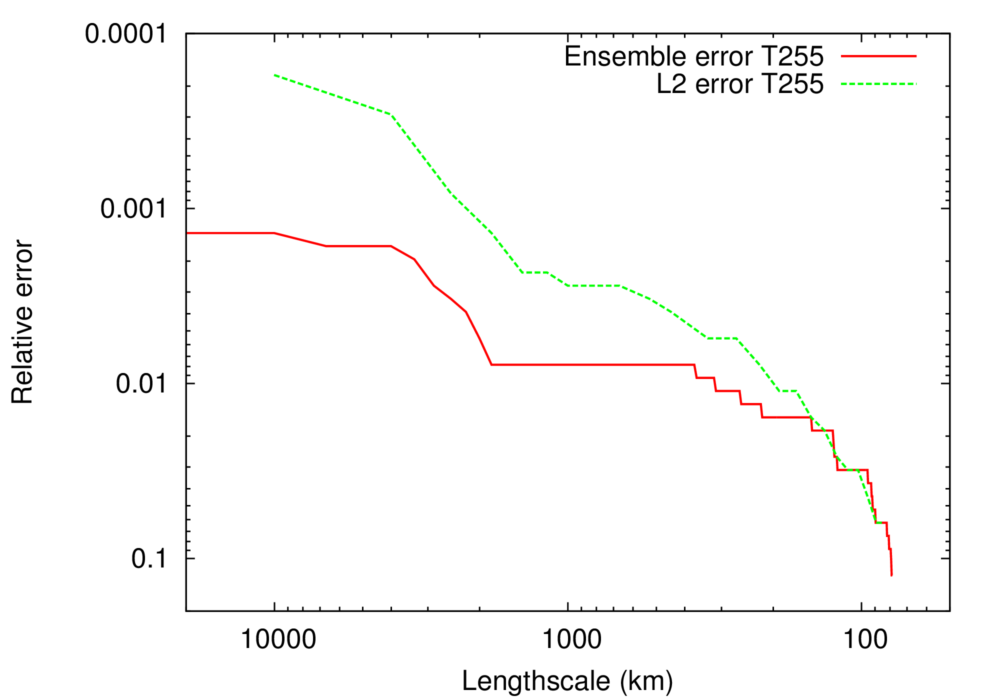 0.0001
Ensemble error T255
L2 error T255
0.001
Relative error
0.01
0.1
10000
1000
100
Lengthscale (km)